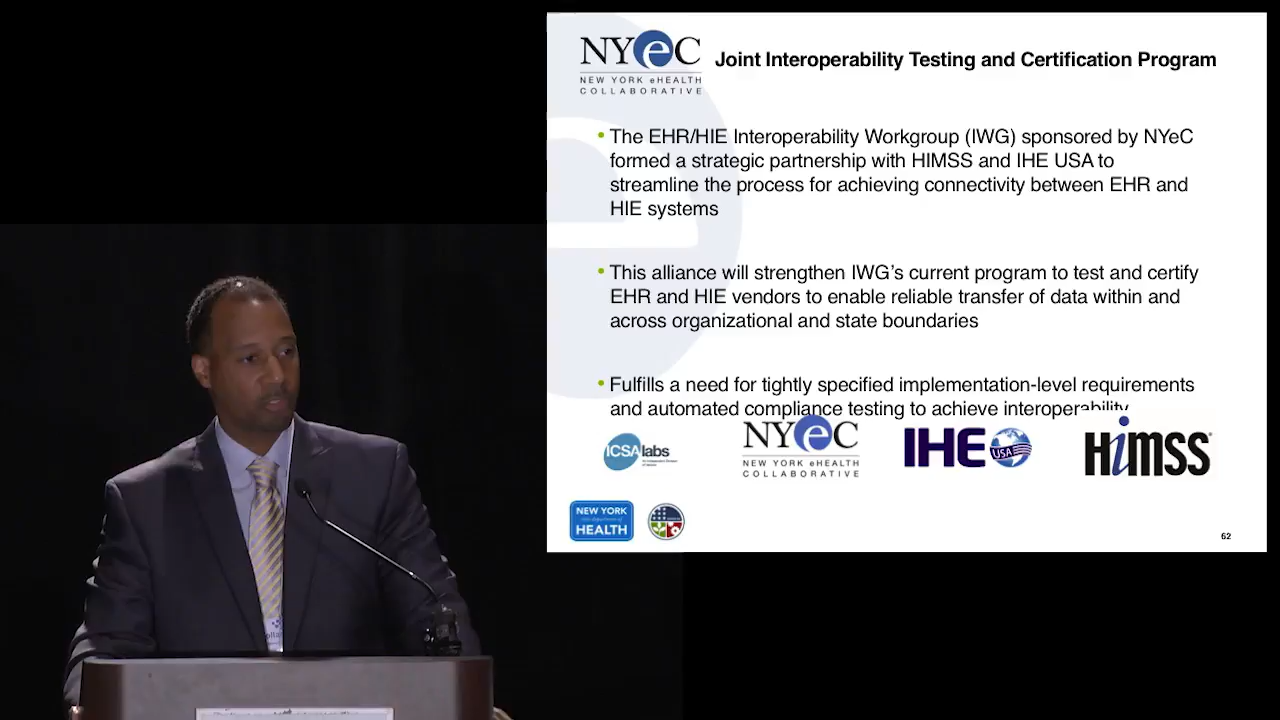 NYeC
NEW YORK eHEALTH
COLLABORATIVE
Joint Interoperability Testing and Certification Program
• The EHR/HIE Interoperability Workgroup (IWG) sponsored by NYeC
formed a strategic partnership with HIMSS and IHE USA to
streamline the process for achieving connectivity between EHR and
HIE systems
• This alliance will strengthen IWG's current program to test and certify
EHR and HIE vendors to enable reliable transfer of data within and
across organizational and state boundaries
• Fulfills a need for tightly specified implementation-level requirements
and automated compliance testing to achieve interoperability
ICSAlabs
NYeC
NEW YORK eHEALTH
COLLABORATIVE
IHE USA
HiMSS
NEW YORK
HEALTH
62